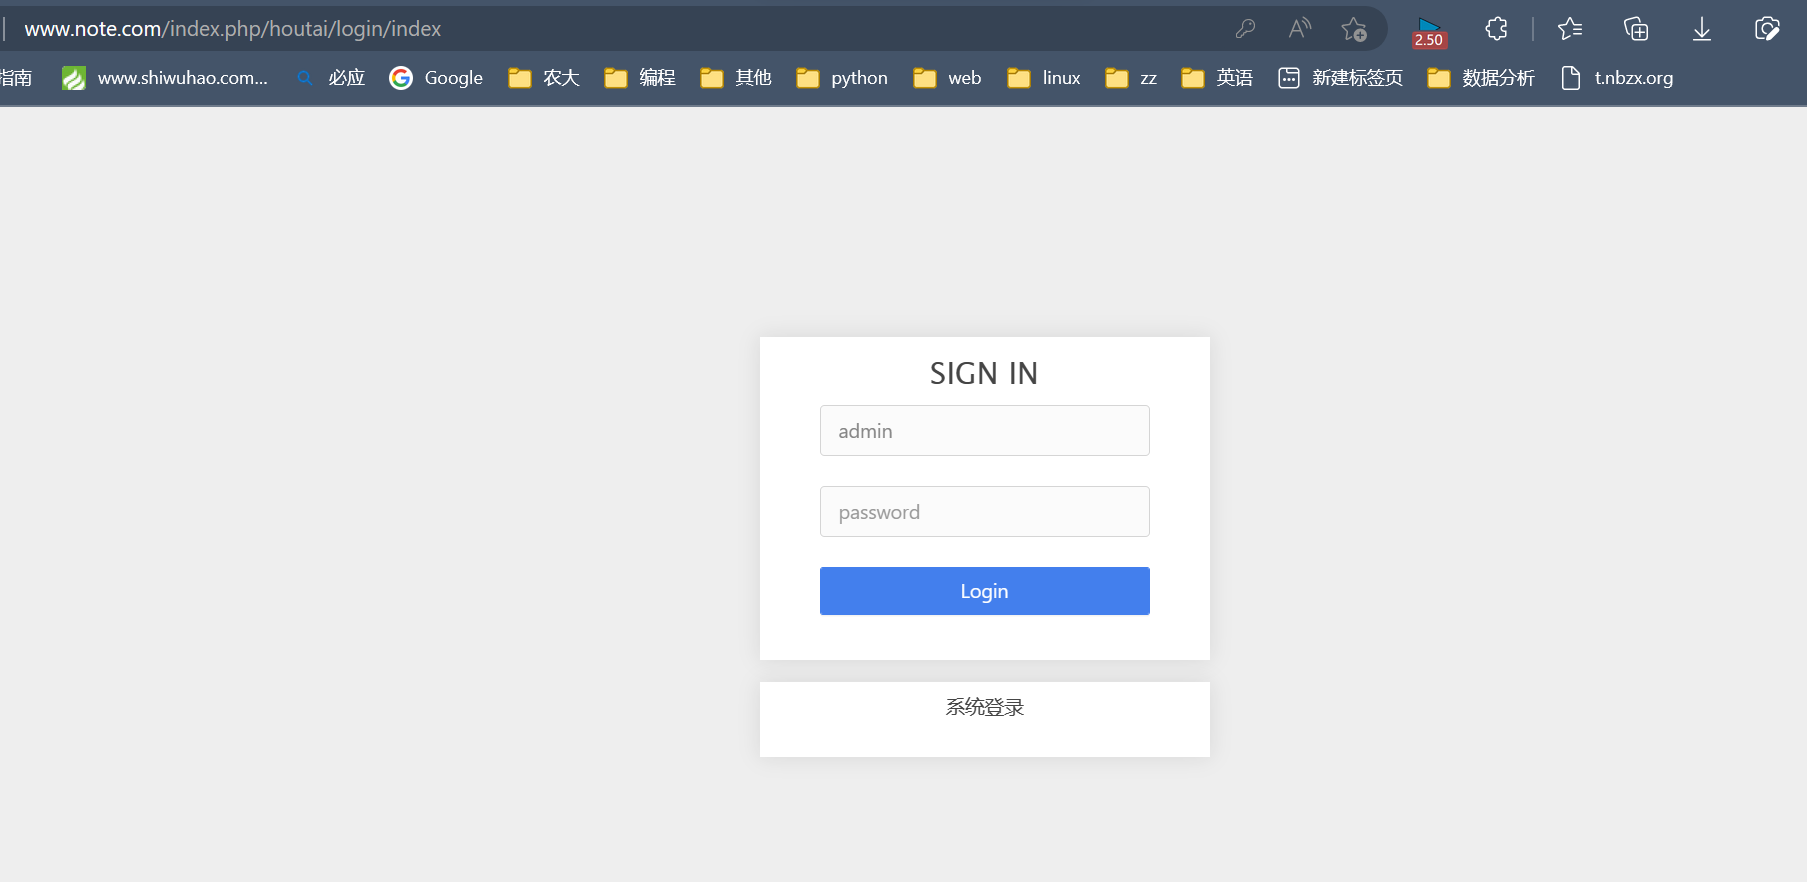 www.note.com/index.php/houtai/login/index
2.50
指南 www.shiwuhao.com... 必应 Google 农大 编程 其他 python web linux zz 英语 新建标签页 数据分析 t.nbzx.org
SIGN IN
admin
password
Login
系统登录